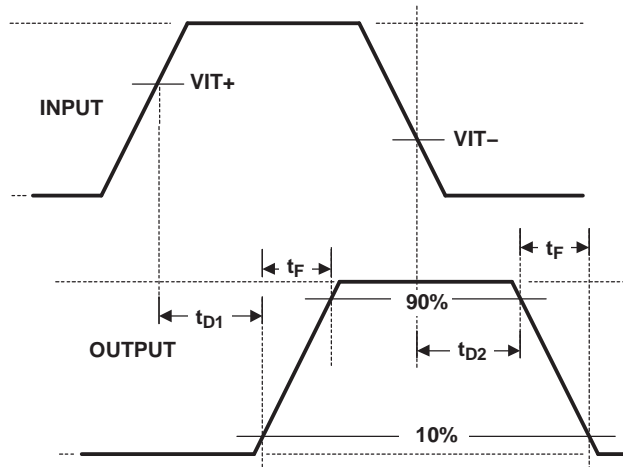 VIT+
INPUT
VIT–
tF
tF
90%
tD1
OUTPUT
tD2
10%